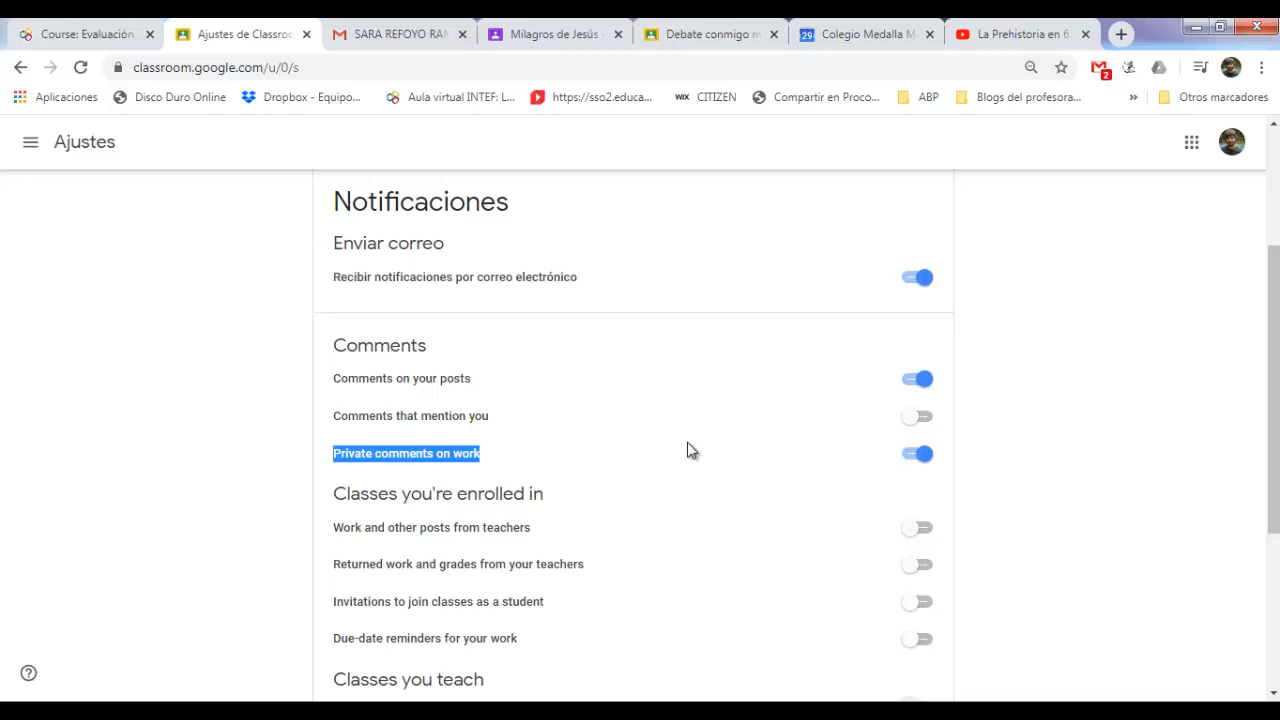 Course: Evaluación
Ajustes de Classroo
SARA REFOYO RAM
Milagros de Jesús -
Debate conmigo m
29
Colegio Medalla M
La Prehistoria en 6
classroom.google.com/u/0/s
2
Aplicaciones
Disco Duro Online
Dropbox - Equipo...
Aula virtual INTEF: L...
https://sso2.educa...
WIX
CITIZEN
Compartir en Proco...
ABP
Blogs del profesora...
»
Otros marcadores
Ajustes
Notificaciones
Enviar correo
Recibir notificaciones por correo electrónico
Comments
Comments on your posts
Comments that mention you
Private comments on work
Classes you're enrolled in
Work and other posts from teachers
Returned work and grades from your teachers
Invitations to join classes as a student
Due-date reminders for your work
Classes you teach